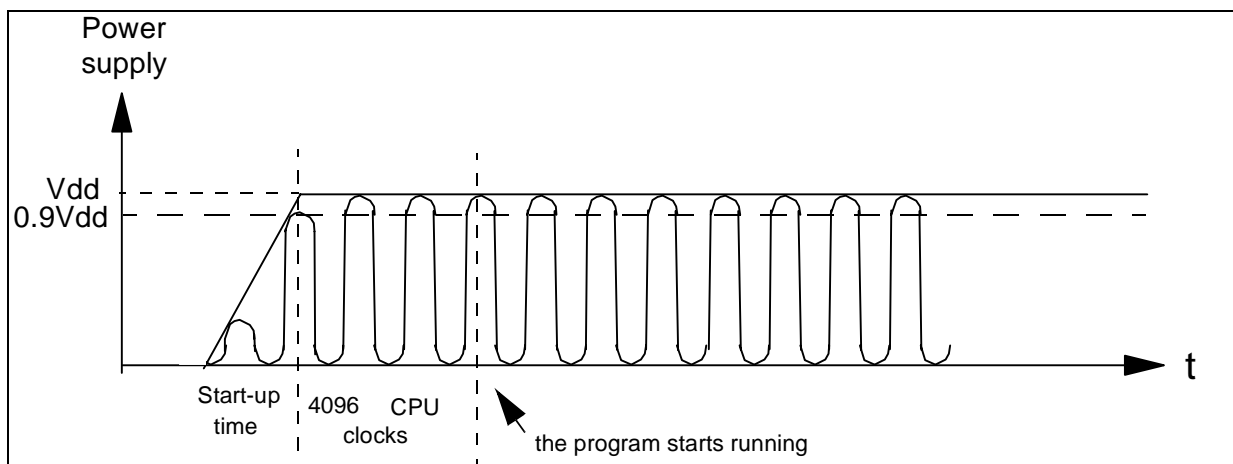 Power
supply
Vdd
0.9Vdd
t
Start-up
time
4096 CPU
clocks
the program starts running